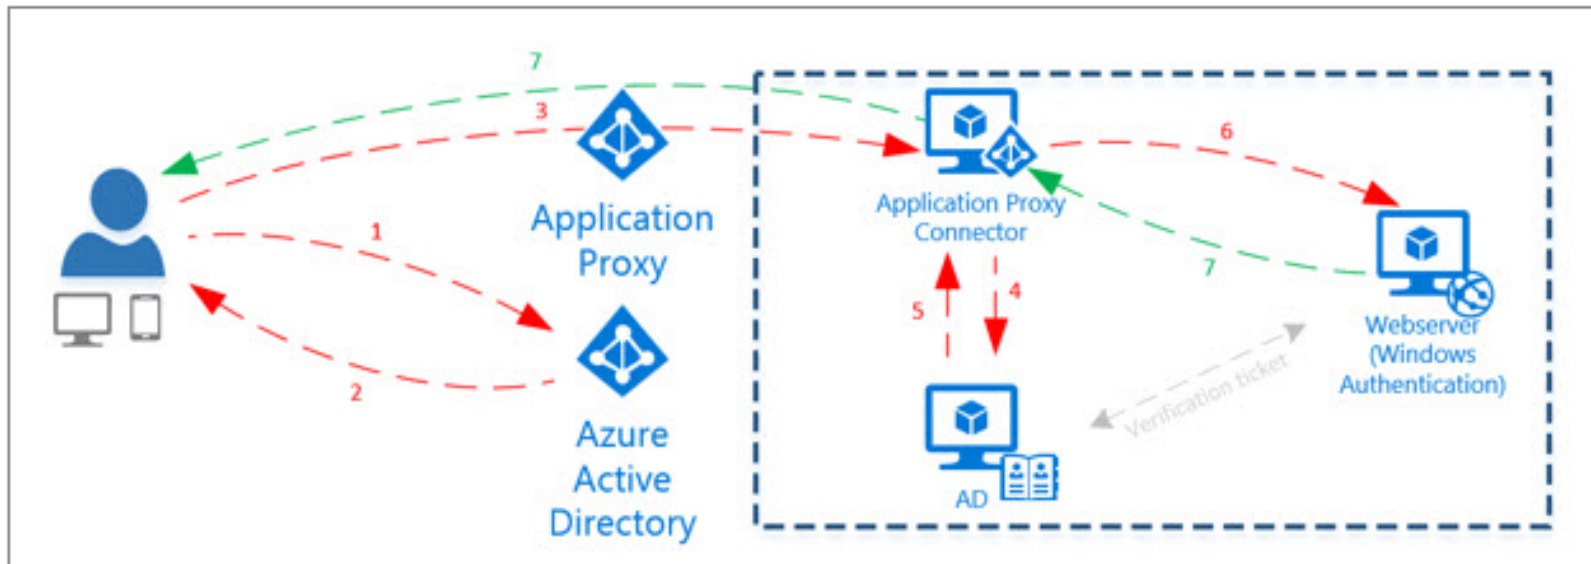 7
3
6
Application
Proxy
Application Proxy
Connector
1
7
4
5
2
Webserver
(Windows
Authentication)
Verification ticket
Azure
Active
Directory
AD